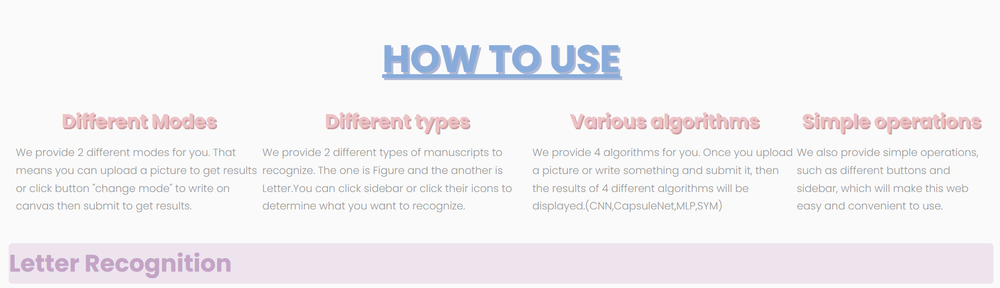 HOW TO USE
Different Modes
We provide 2 different modes for you. That
means you can upload a picture to get results
or click button "change mode" to write on
canvas then submit to get results.
Different types
We provide 2 different types of manuscripts to
recognize. The one is Figure and the another is
Letter.You can click sidebar or click their icons to
determine what you want to recognize.
Various algorithms
We provide 4 algorithms for you. Once you upload
a picture or write something and submit it, then
the results of 4 different algorithms will be
displayed.(CNN,CapsuleNet,MLP,SYM)
Simple operations
We also provide simple operations,
such as different buttons and
sidebar, which will make this web
easy and convenient to use.
Letter Recognition